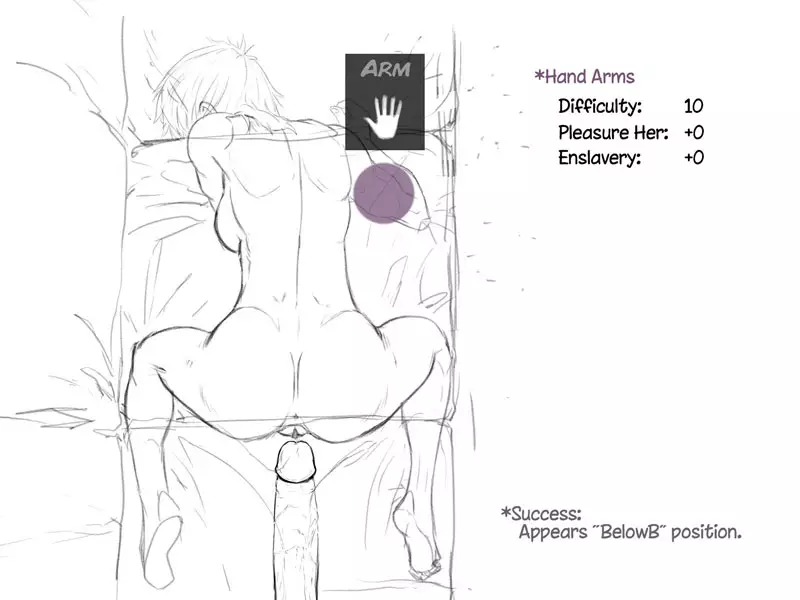 ARM
*Hand Arms
Difficulty: 10
Pleasure Her: +0
Enslavery: +0
*Success:
Appears "BelowB" position.